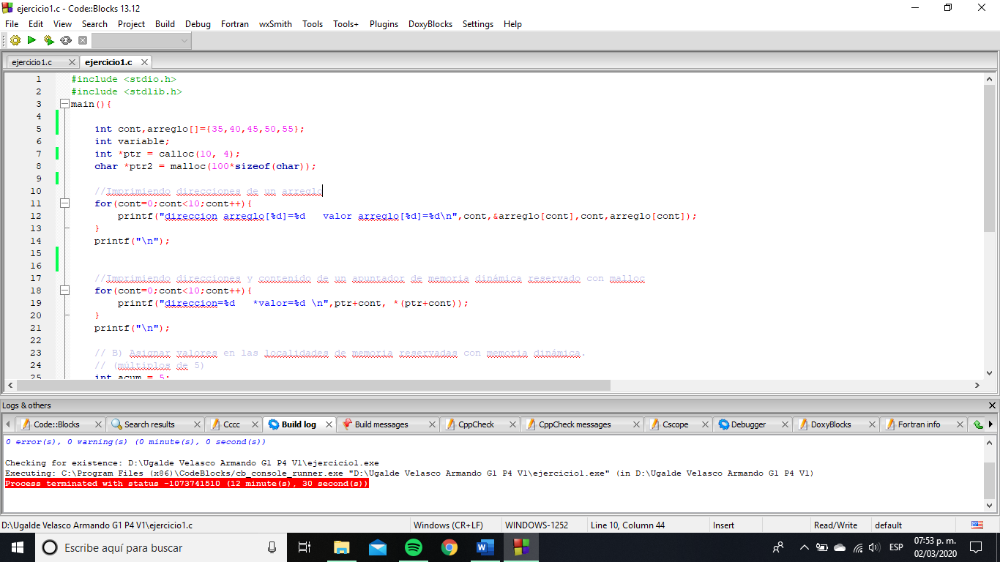 ejercicio1.c - Code::Blocks 13.12
File Edit View Search Project Build Debug Fortran wxSmith Tools Tools+ Plugins DoxyBlocks Settings Help
ejercicio1.c ejercicio1.c
1 #include <stdio.h>
2 #include <stdlib.h>
3 main(){
4
5 int cont,arreglo[]={35,40,45,50,55};
6 int variable;
7 int *ptr = calloc(10, 4);
8 char *ptr2 = malloc(100*sizeof(char));
9
10 //Imprimiendo direcciones de un arreglo
11 for(cont=0;cont<10;cont++){
12 printf("direccion arreglo[%d]=%d   valor arreglo[%d]=%d\n",cont,&arreglo[cont],cont,arreglo[cont]);
13 }
14 printf("\n");
15
16
17 //Imprimiendo direcciones y contenido de un apuntador de memoria dinámica reservado con malloc
18 for(cont=0;cont<10;cont++){
19 printf("direccion=%d   *valor=%d \n",ptr+cont, *(ptr+cont));
20 }
21 printf("\n");
22
23 // B) Asignar valores en las localidades de memoria reservadas con memoria dinámica.
24 // (múltiplos de 5)
25 int acum = 5;
Logs & others
Code::Blocks Search results Cccc Build log Build messages CppCheck CppCheck messages Cscope Debugger DoxyBlocks Fortran info
0 error(s), 0 warning(s) (0 minute(s), 0 second(s))
Checking for existence: D:\Ugalde Velasco Armando G1 P4 V1\ejercicio1.exe
Executing: C:\Program Files (x86)\CodeBlocks/cb_console_runner.exe "D:\Ugalde Velasco Armando G1 P4 V1\ejercicio1.exe" (in D:\Ugalde Velasco Armando G1 P4 V1)
Process terminated with status -1073741510 (12 minute(s), 30 second(s))
D:\Ugalde Velasco Armando G1 P4 V1\ejercicio1.c Windows (CR+LF) WINDOWS-1252 Line 10, Column 44 Insert Read/Write default
Escribe aquí para buscar ESP 07:53 p. m.
02/03/2020